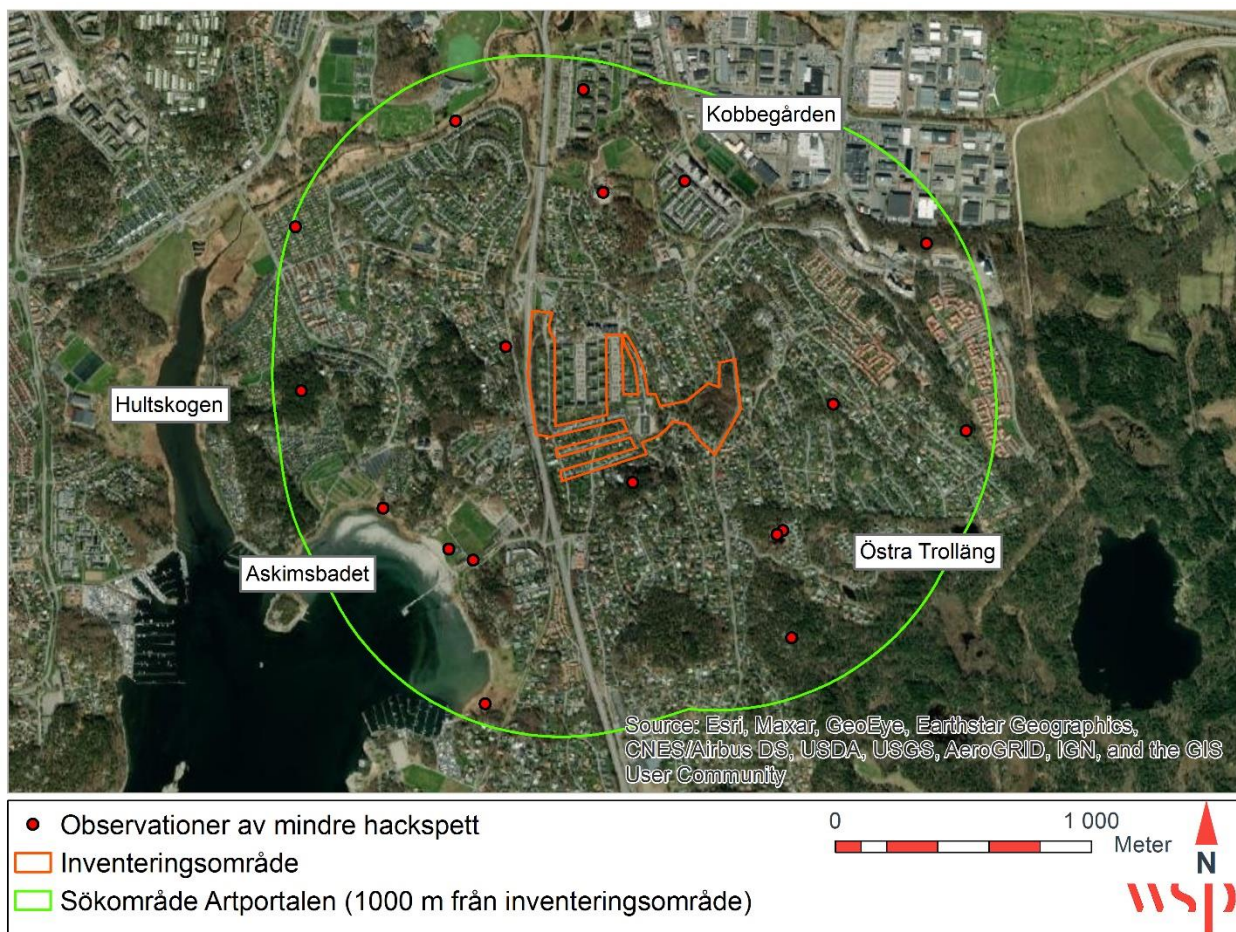 Kobbegården
Hultskogen
Askimsbadet
Östra Trolläng
Source: Esri, Maxar, GeoEye, Earthstar Geographics,
CNES/Airbus DS, USDA, USGS, AeroGRID, IGN, and the GIS
User Community
Observationer av mindre hackspett
Inventeringsområde
Sökområde Artportalen (1000 m från inventeringsområde)
0 1 000
Meter
N
wsp